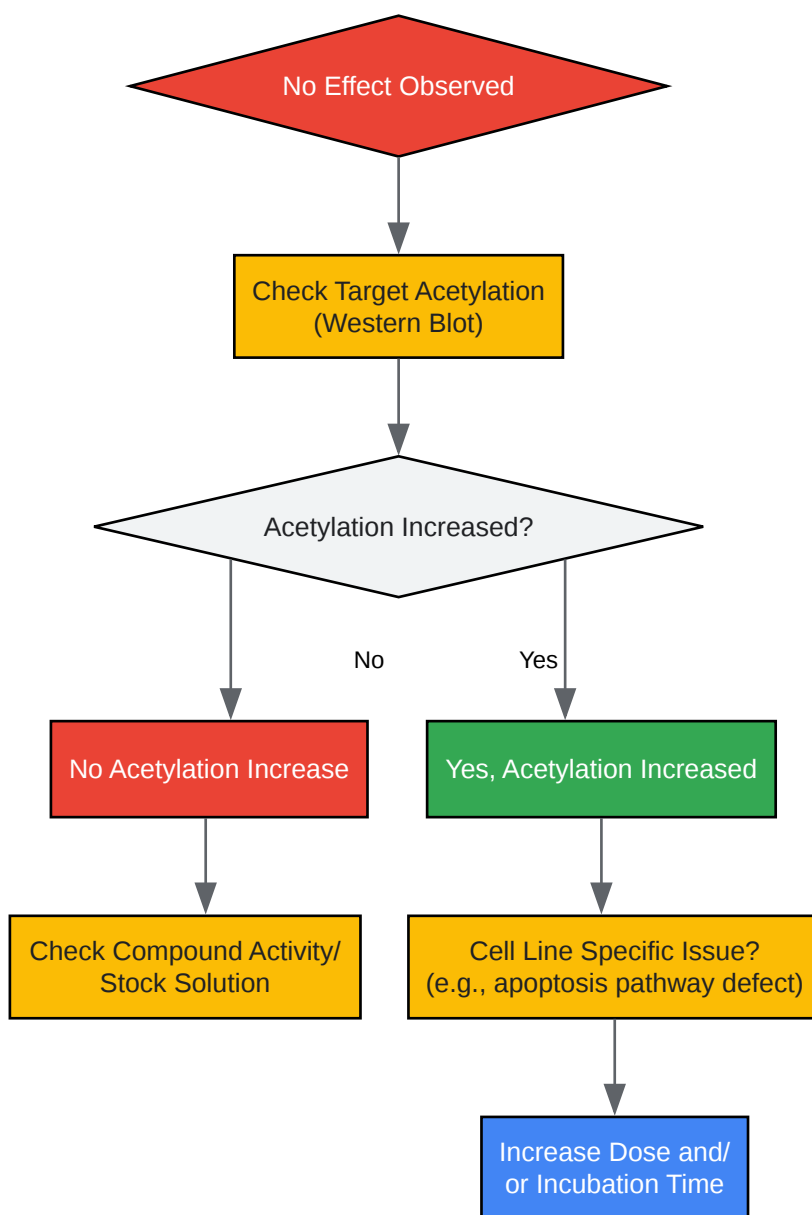 No Effect Observed
Check Target Acetylation
(Western Blot)
Acetylation Increased?
No
Yes
No Acetylation Increase
Yes, Acetylation Increased
Check Compound Activity/
Stock Solution
Cell Line Specific Issue?
(e.g., apoptosis pathway defect)
Increase Dose and/
or Incubation Time